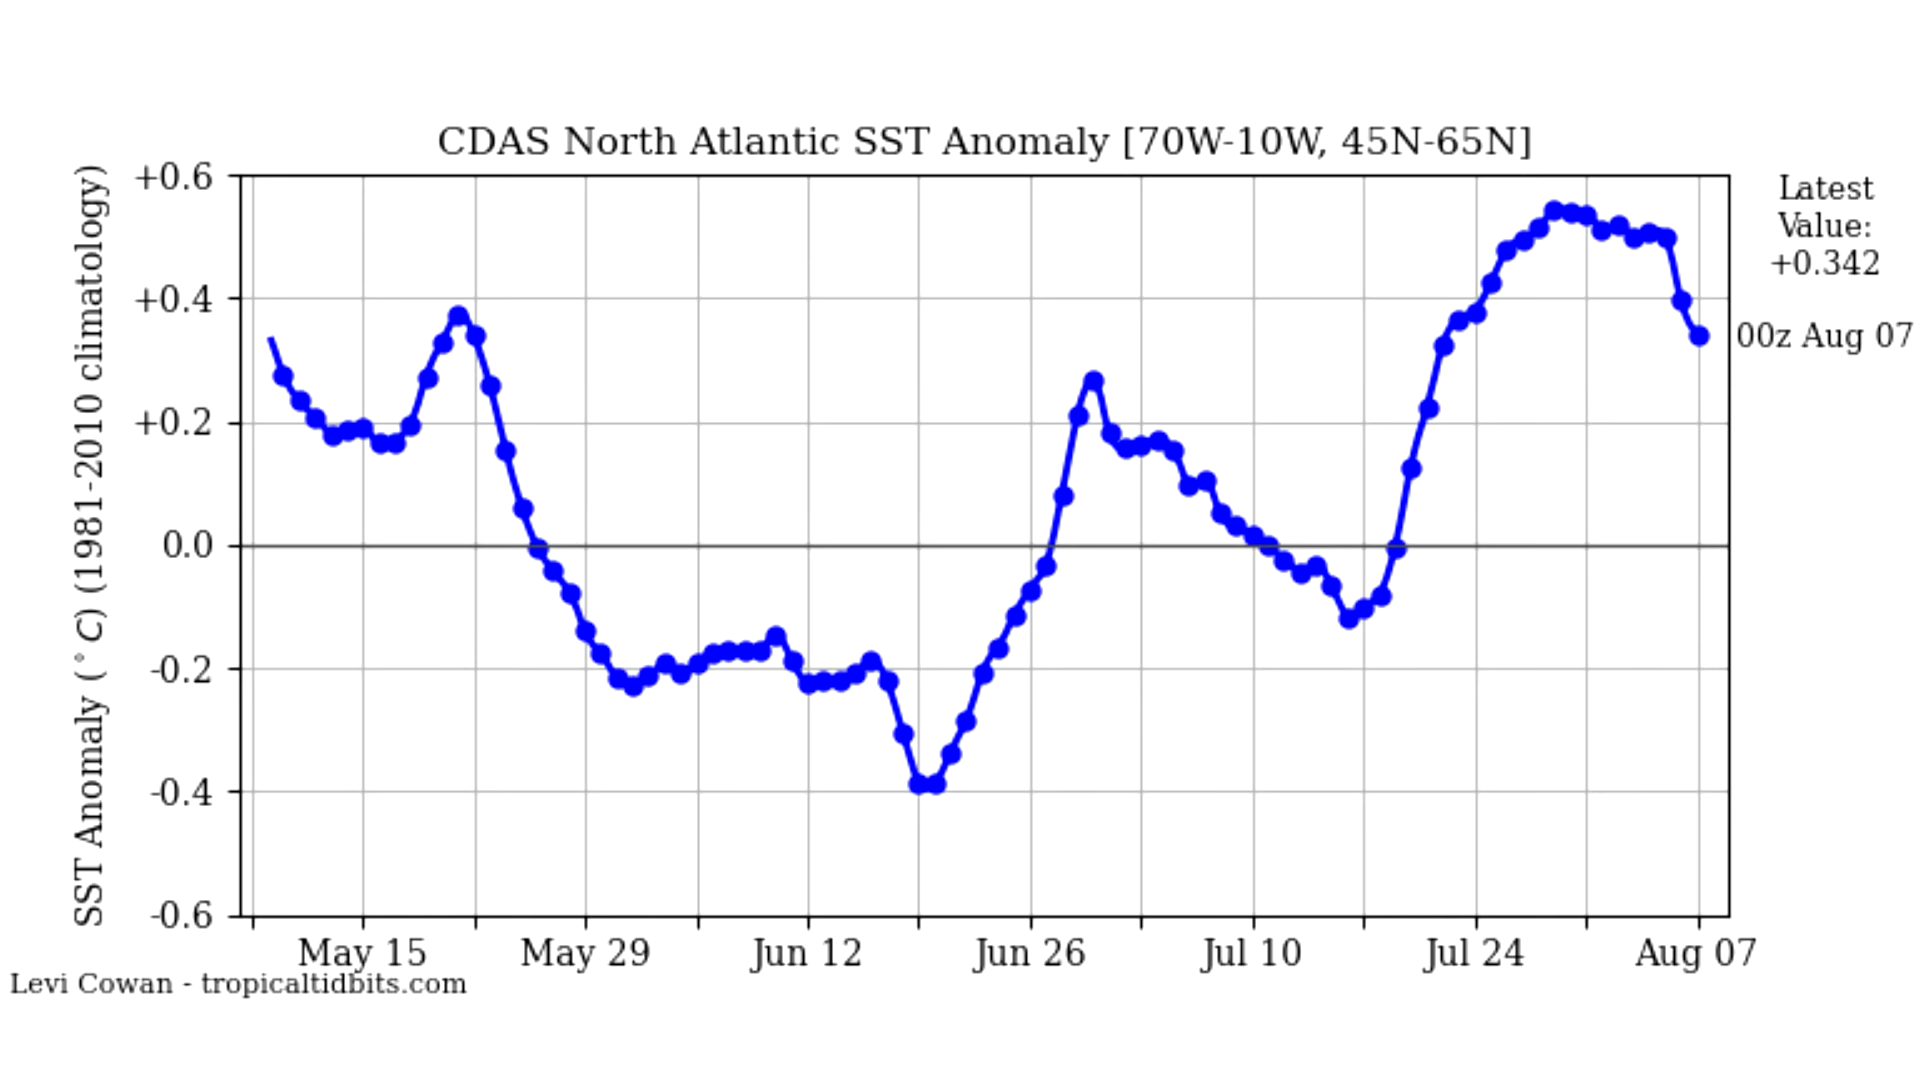 CDAS North Atlantic SST Anomaly [70W-10W, 45N-65N]
SST Anomaly (°C) (1981-2010 climatology)
+0.6
+0.4
+0.2
0.0
-0.2
-0.4
-0.6
May 15
May 29
Jun 12
Jun 26
Jul 10
Jul 24
Aug 07
Latest
Value:
+0.342
00z Aug 07
Levi Cowan - tropicaltidbits.com